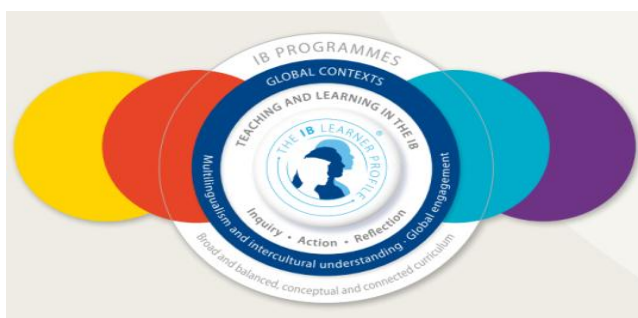 IB PROGRAMMES
GLOBAL CONTEXTS
TEACHING AND LEARNING IN THE IB
THE IB LEARNER PROFILE ®
Inquiry • Action • Reflection
Multilingualism and intercultural understanding · Global engagement
Broad and balanced, conceptual and connected curriculum